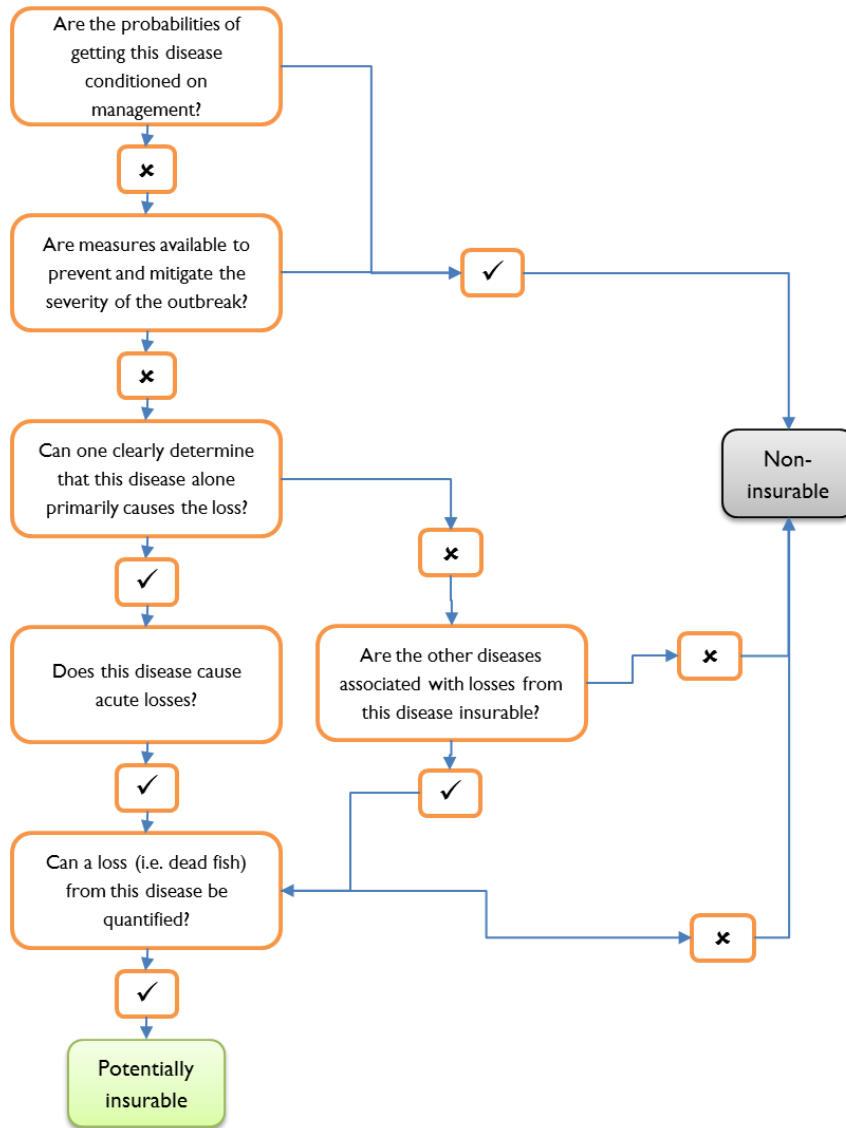 Are the probabilities of
getting this disease
conditioned on
management?
✘
Are measures available to
prevent and mitigate the
severity of the outbreak?
✓
✘
Can one clearly determine
that this disease alone
primarily causes the loss?
Non-
insurable
✘
✓
Does this disease cause
acute losses?
Are the other diseases
associated with losses from
this disease insurable?
✘
✓
✓
Can a loss (i.e. dead fish)
from this disease be
quantified?
✘
✓
Potentially
insurable